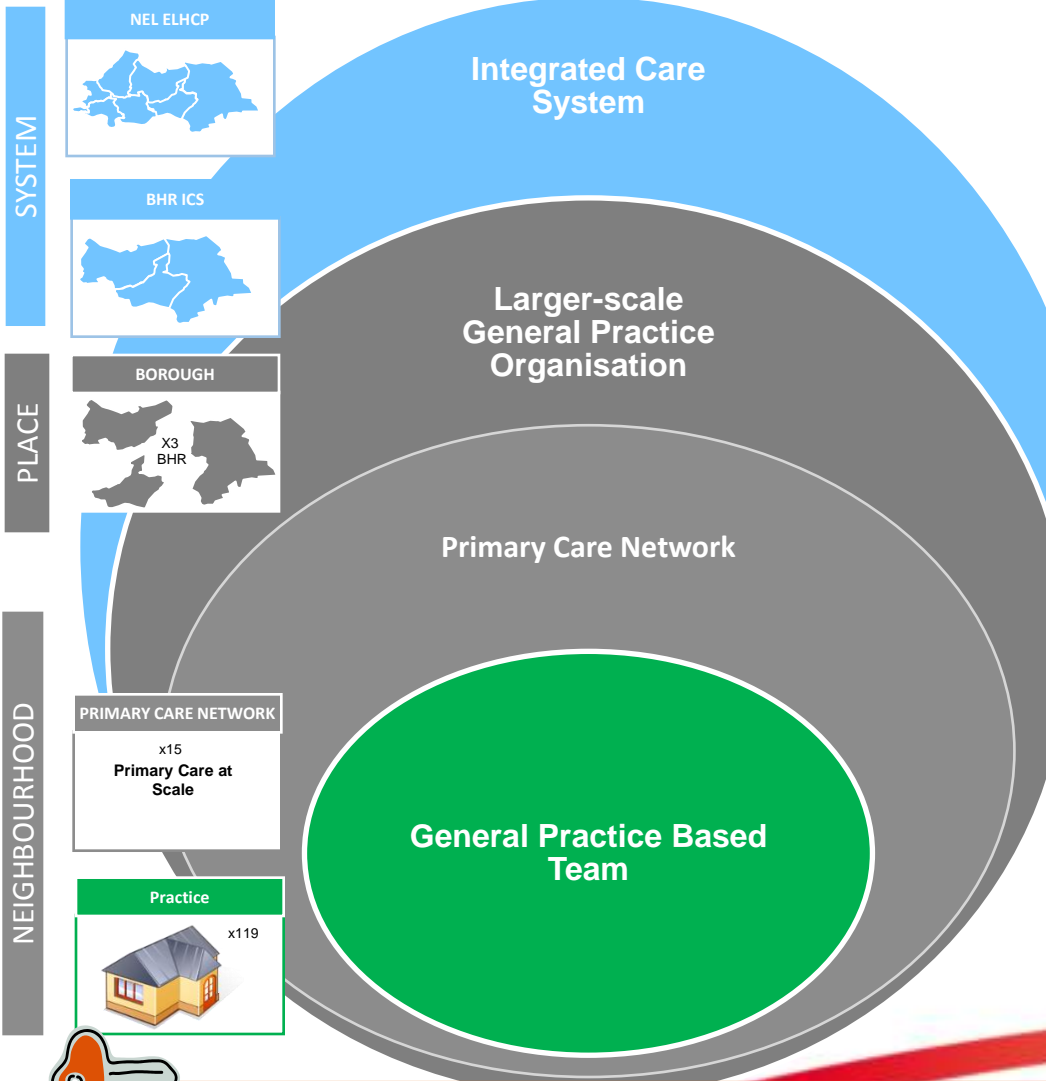 SYSTEM
NEL ELHCP
BHR ICS
PLACE
BOROUGH
X3
BHR
NEIGHBOURHOOD
PRIMARY CARE NETWORK
x15
Primary Care at
Scale
Practice
x119
Integrated Care
System
Larger-scale
General Practice
Organisation
Primary Care Network
General Practice Based
Team